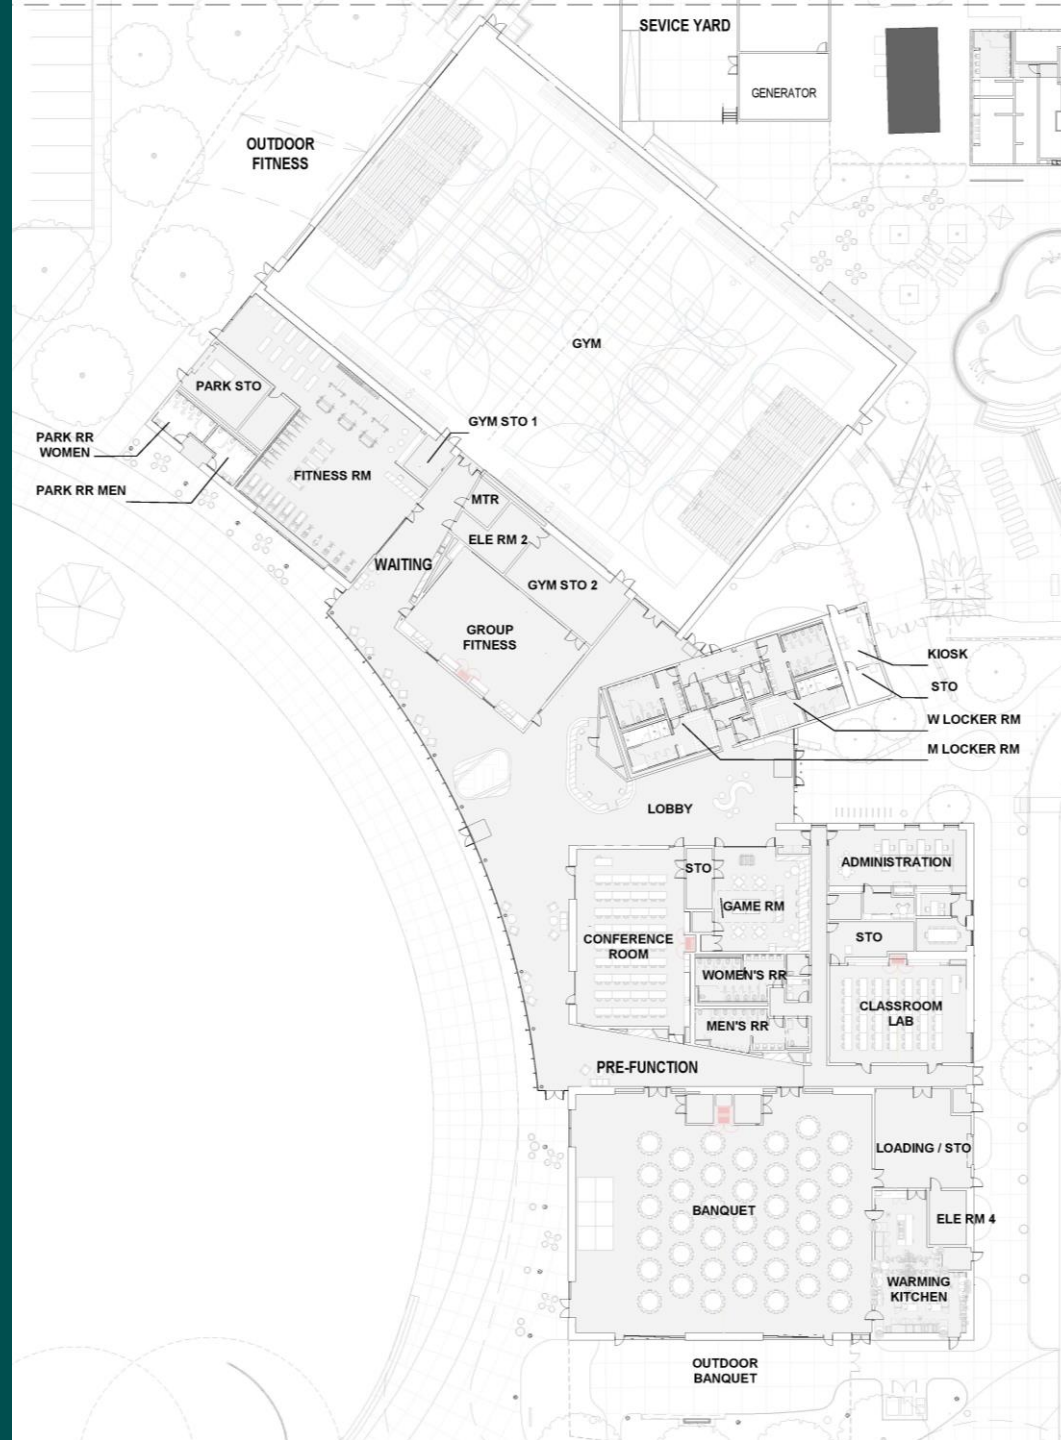 SEVICE YARD
GENERATOR
OUTDOOR
FITNESS
GYM
PARK STO
GYM STO 1
PARK RR
WOMEN
FITNESS RM
PARK RR MEN
MTR
ELE RM 2
WAITING
GYM STO 2
GROUP
FITNESS
KIOSK
STO
W LOCKER RM
M LOCKER RM
LOBBY
ADMINISTRATION
STO
GAME RM
CONFERENCE
ROOM
STO
WOMEN'S RR
CLASSROOM
LAB
MEN'S RR
PRE-FUNCTION
LOADING / STO
BANQUET
ELE RM 4
WARMING
KITCHEN
OUTDOOR
BANQUET